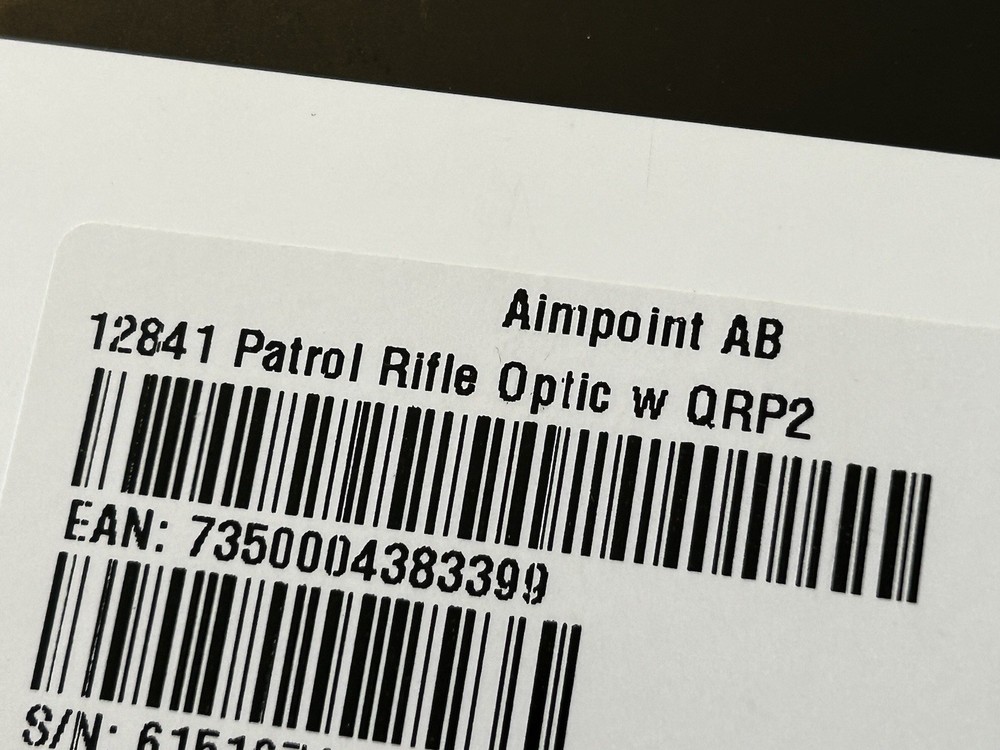 Aimpoint AB
12841 Patrol Rifle Optic w QRP2
EAN: 7350004383399
S/N: